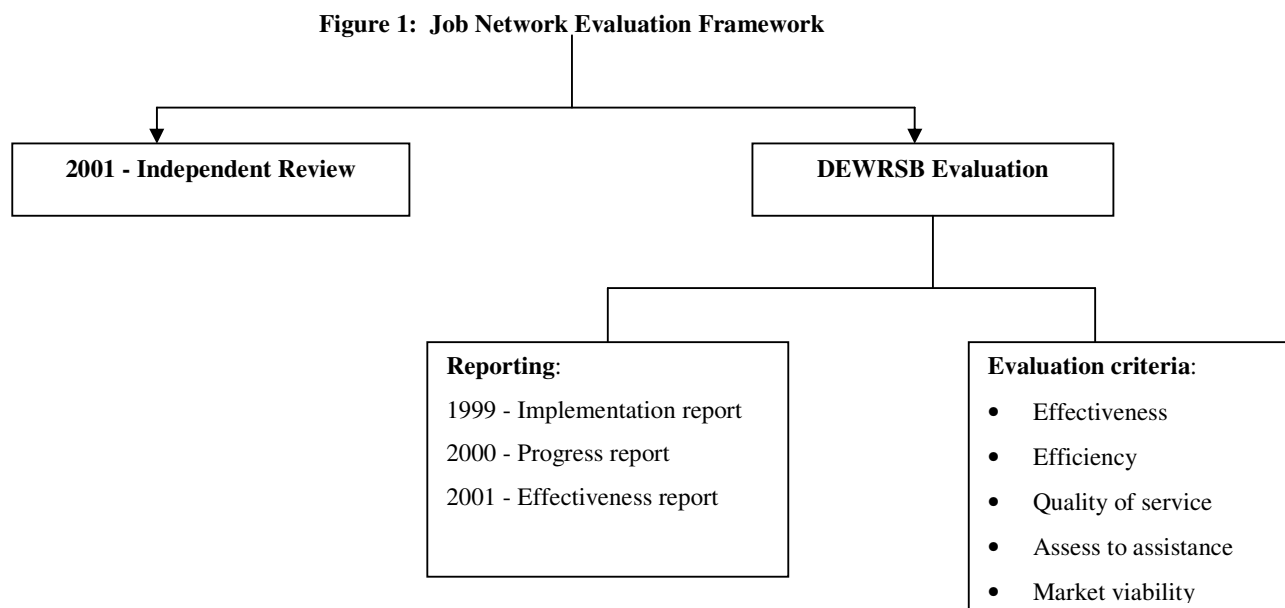 Figure 1: Job Network Evaluation Framework
2001 - Independent Review
DEWRSB Evaluation
Reporting:
1999 - Implementation report
2000 - Progress report
2001 - Effectiveness report
Evaluation criteria:
• Effectiveness
• Efficiency
• Quality of service
• Assess to assistance
• Market viability